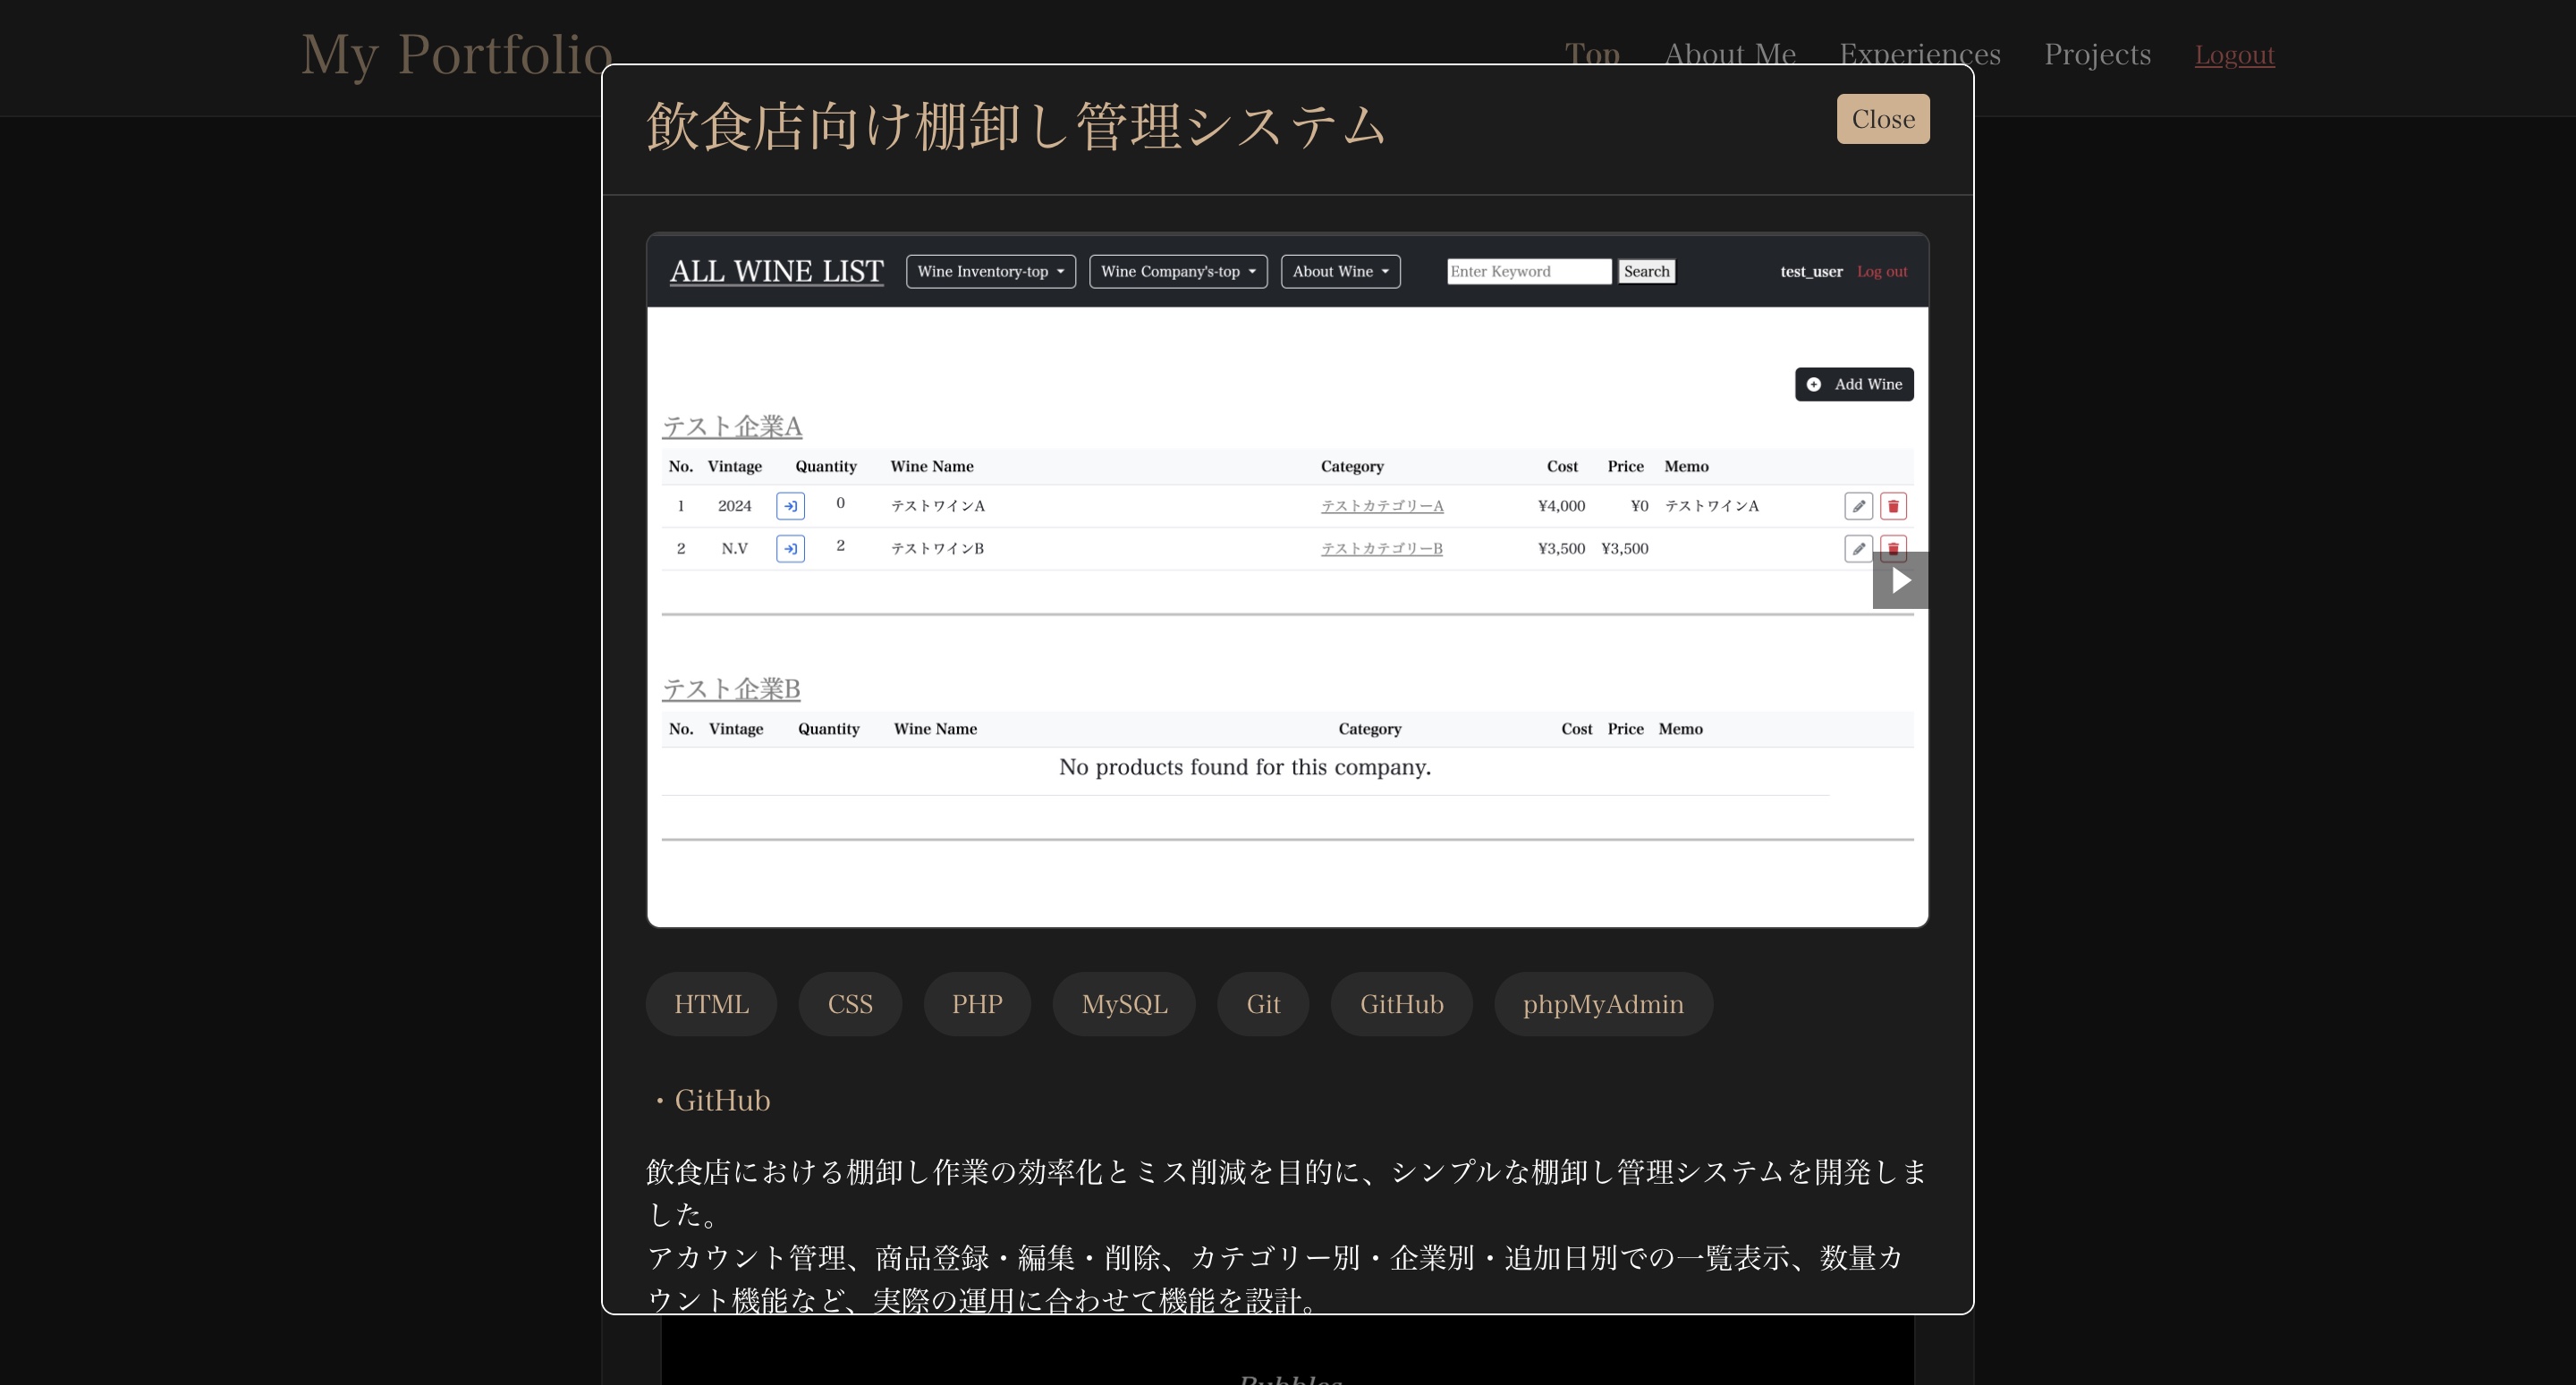 My Portfolio
Top About Me Experiences Projects Logout
飲食店向け棚卸し管理システム
Close
ALL WINE LIST Wine Inventory-top Wine Company's-top About Wine Enter Keyword Search test_user Log out
Add Wine
テスト企業A
No. Vintage Quantity Wine Name Category Cost Price Memo
1 2024 0 テストワインA テストカテゴリーA ¥4,000 ¥0 テストワインA
2 N.V 2 テストワインB テストカテゴリーB ¥3,500 ¥3,500
テスト企業B
No. Vintage Quantity Wine Name Category Cost Price Memo
No products found for this company.
HTML CSS PHP MySQL Git GitHub phpMyAdmin
・GitHub
飲食店における棚卸し作業の効率化とミス削減を目的に、シンプルな棚卸し管理システムを開発しま
した。
アカウント管理、商品登録・編集・削除、カテゴリー別・企業別・追加日別での一覧表示、数量カ
ウント機能など、実際の運用に合わせて機能を設計。
Bubbles